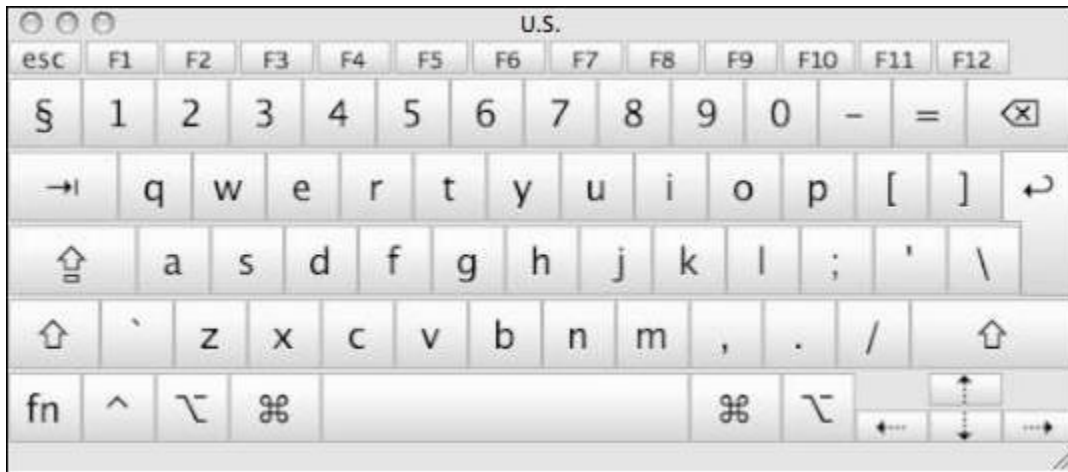 U.S.
esc F1 F2 F3 F4 F5 F6 F7 F8 F9 F10 F11 F12
§ 1 2 3 4 5 6 7 8 9 0 - = ⌫
⇥ q w e r t y u i o p [ ] ↩
⇪ a s d f g h j k l ; ' \
⇧ ` z x c v b n m , . / ⇧
fn ^ ⌥ ⌘ ⌘ ⌥ ← ↑ ↓ →